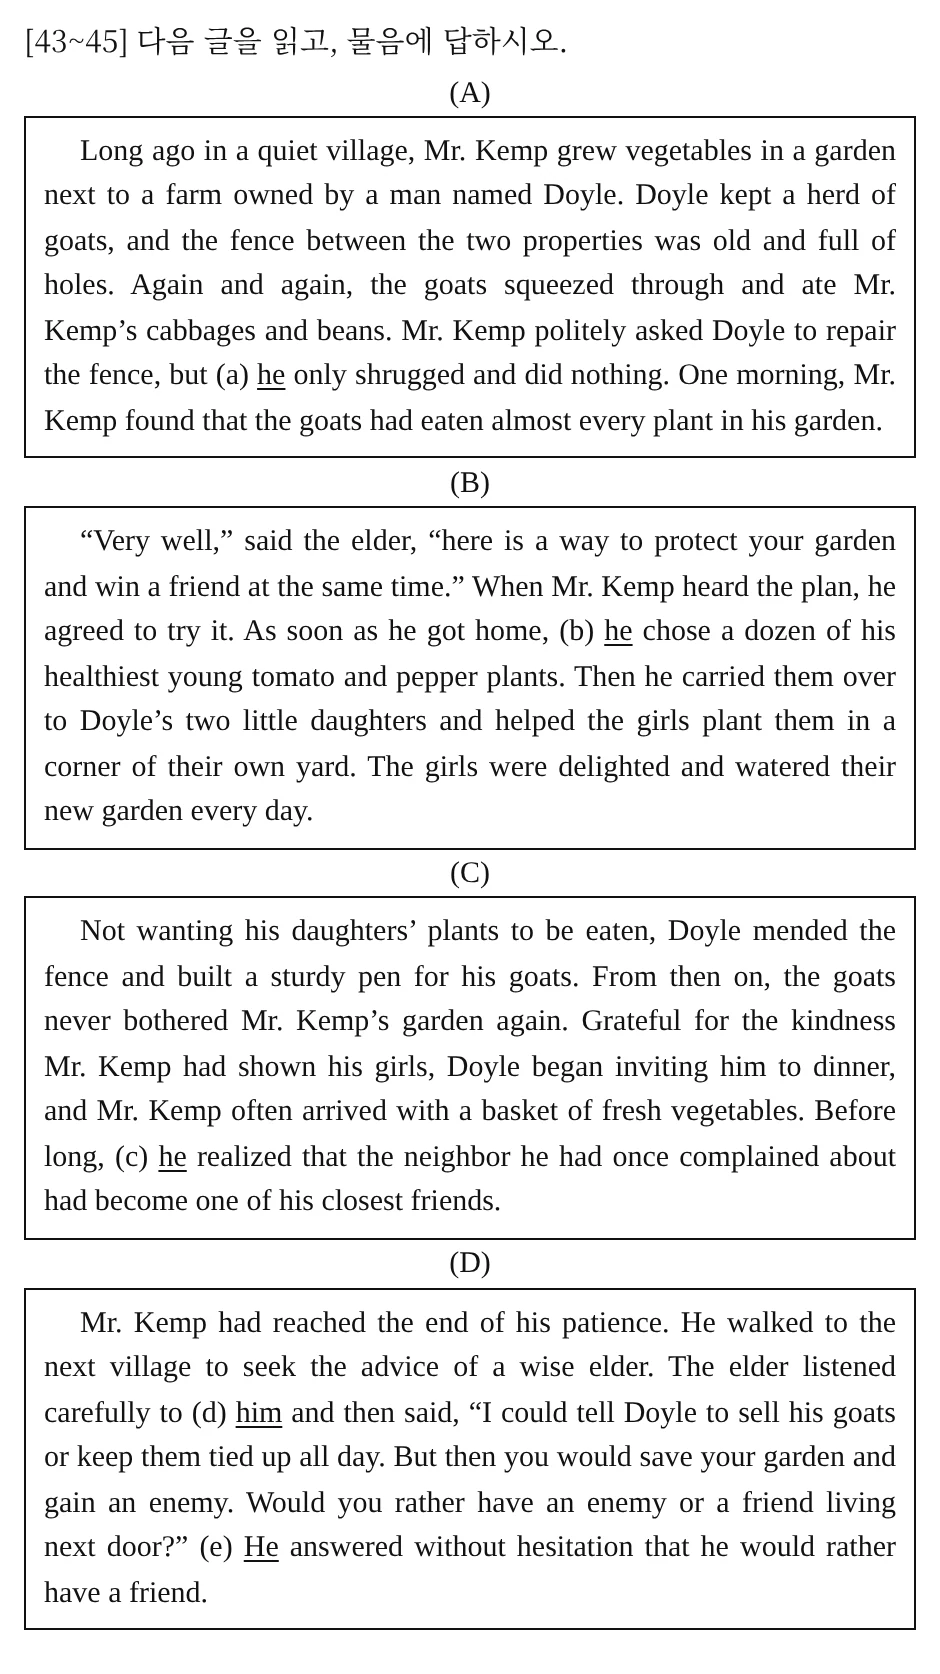 [43~45] 다음 글을 읽고, 물음에 답하시오.
(A)
Long ago in a quiet village, Mr. Kemp grew vegetables in a garden
next to a farm owned by a man named Doyle. Doyle kept a herd of
goats, and the fence between the two properties was old and full of
holes. Again and again, the goats squeezed through and ate Mr.
Kemp’s cabbages and beans. Mr. Kemp politely asked Doyle to repair
the fence, but (a) he only shrugged and did nothing. One morning, Mr.
Kemp found that the goats had eaten almost every plant in his garden.
(B)
“Very well,” said the elder, “here is a way to protect your garden
and win a friend at the same time.” When Mr. Kemp heard the plan, he
agreed to try it. As soon as he got home, (b) he chose a dozen of his
healthiest young tomato and pepper plants. Then he carried them over
to Doyle’s two little daughters and helped the girls plant them in a
corner of their own yard. The girls were delighted and watered their
new garden every day.
(C)
Not wanting his daughters’ plants to be eaten, Doyle mended the
fence and built a sturdy pen for his goats. From then on, the goats
never bothered Mr. Kemp’s garden again. Grateful for the kindness
Mr. Kemp had shown his girls, Doyle began inviting him to dinner,
and Mr. Kemp often arrived with a basket of fresh vegetables. Before
long, (c) he realized that the neighbor he had once complained about
had become one of his closest friends.
(D)
Mr. Kemp had reached the end of his patience. He walked to the
next village to seek the advice of a wise elder. The elder listened
carefully to (d) him and then said, “I could tell Doyle to sell his goats
or keep them tied up all day. But then you would save your garden and
gain an enemy. Would you rather have an enemy or a friend living
next door?” (e) He answered without hesitation that he would rather
have a friend.